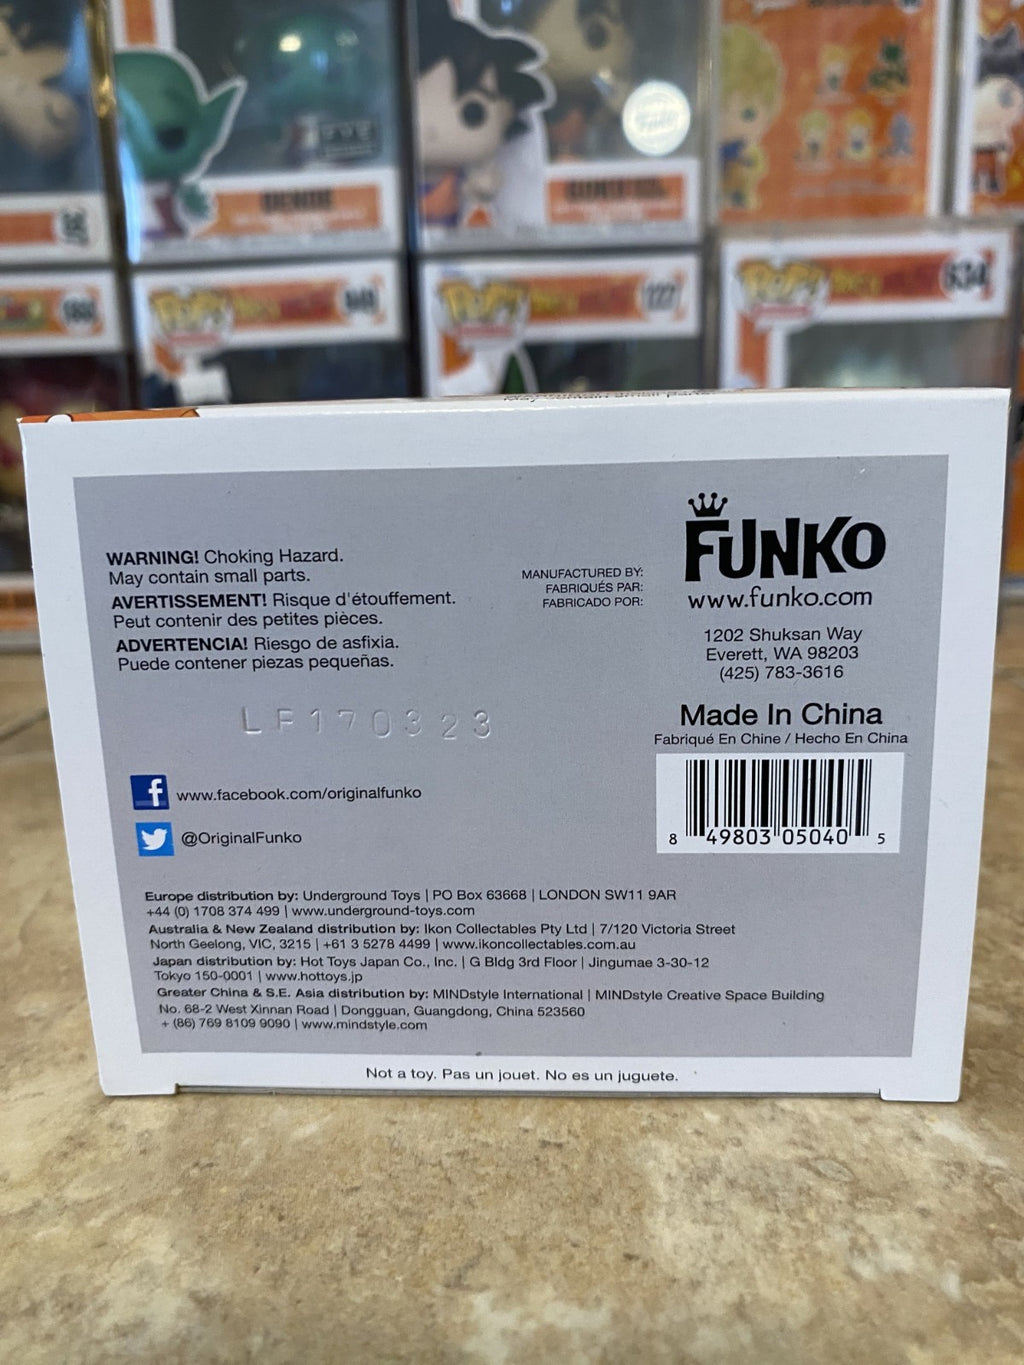 DENDE
POP!
649
POP!
127
POP!
634
WARNING! Choking Hazard.
May contain small parts.
AVERTISSEMENT! Risque d'étouffement.
Peut contenir des petites pièces.
ADVERTENCIA! Riesgo de asfixia.
Puede contener piezas pequeñas.
MANUFACTURED BY:
FABRIQUÉS PAR:
FABRICADO POR:
FUNKO
www.funko.com
1202 Shuksan Way
Everett, WA 98203
(425) 783-3616
LF170323
Made In China
Fabriqué En Chine / Hecho En China
8 49803 05040 5
f www.facebook.com/originalfunko
@OriginalFunko
Europe distribution by: Underground Toys | PO Box 63668 | LONDON SW11 9AR
+44 (0) 1708 374 499 | www.underground-toys.com
Australia & New Zealand distribution by: Ikon Collectables Pty Ltd | 7/120 Victoria Street
North Geelong, VIC, 3215 | +61 3 5278 4499 | www.ikoncollectables.com.au
Japan distribution by: Hot Toys Japan Co., Inc. | G Bldg 3rd Floor | Jingumae 3-30-12
Tokyo 150-0001 | www.hottoys.jp
Greater China & S.E. Asia distribution by: MINDstyle International | MINDstyle Creative Space Building
No. 68-2 West Xinnan Road | Dongguan, Guangdong, China 523560
+ (86) 769 8109 9090 | www.mindstyle.com
Not a toy. Pas un jouet. No es un juguete.